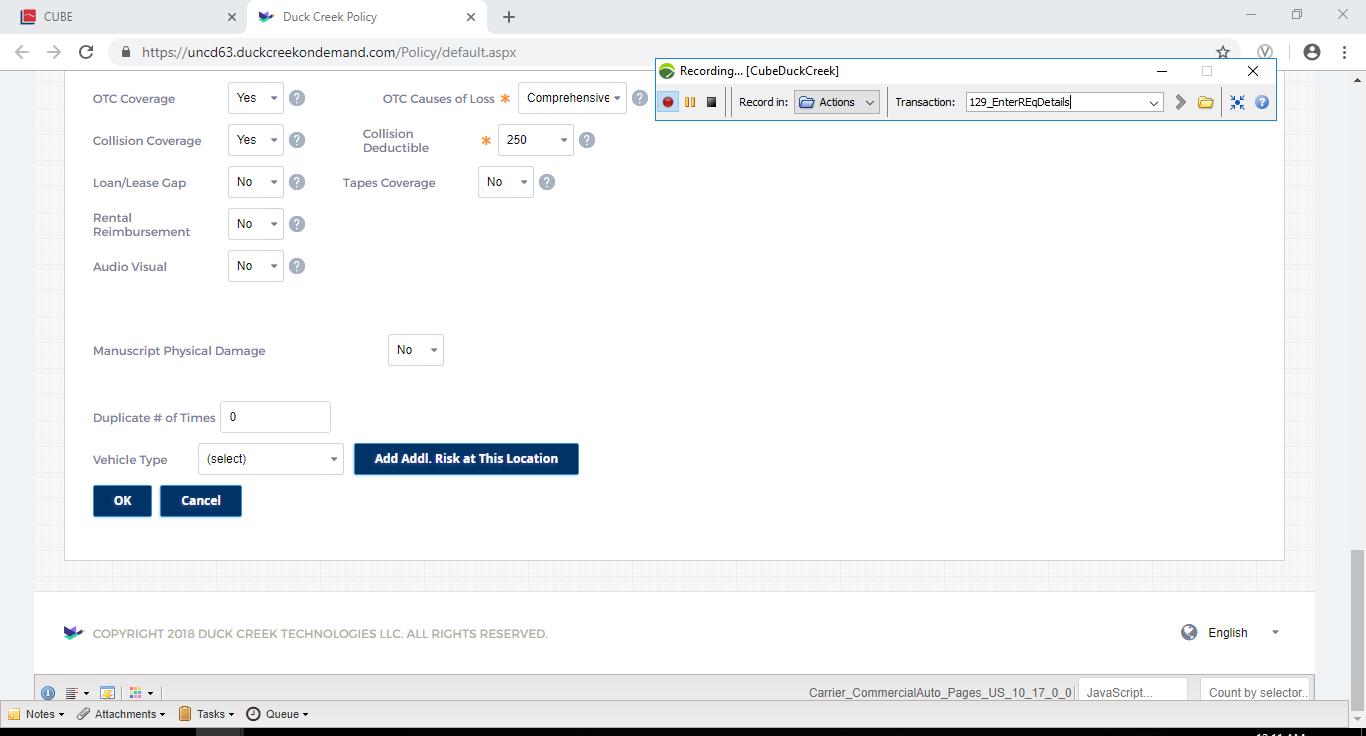 CUBE
Duck Creek Policy
https://uncd63.duckcreekondemand.com/Policy/default.aspx
Recording... [CubeDuckCreek]
Record in: Actions Transaction: 129_EnterREqDetails
OTC Coverage Yes OTC Causes of Loss * Comprehensive
Collision Coverage Yes Collision Deductible * 250
Loan/Lease Gap No Tapes Coverage No
Rental Reimbursement No
Audio Visual No
Manuscript Physical Damage No
Duplicate # of Times 0
Vehicle Type (select) Add Addl. Risk at This Location
OK Cancel
COPYRIGHT 2018 DUCK CREEK TECHNOLOGIES LLC. ALL RIGHTS RESERVED.
English
Carrier_CommercialAuto_Pages_US_10_17_0_0 JavaScript... Count by selector..
Notes Attachments Tasks Queue